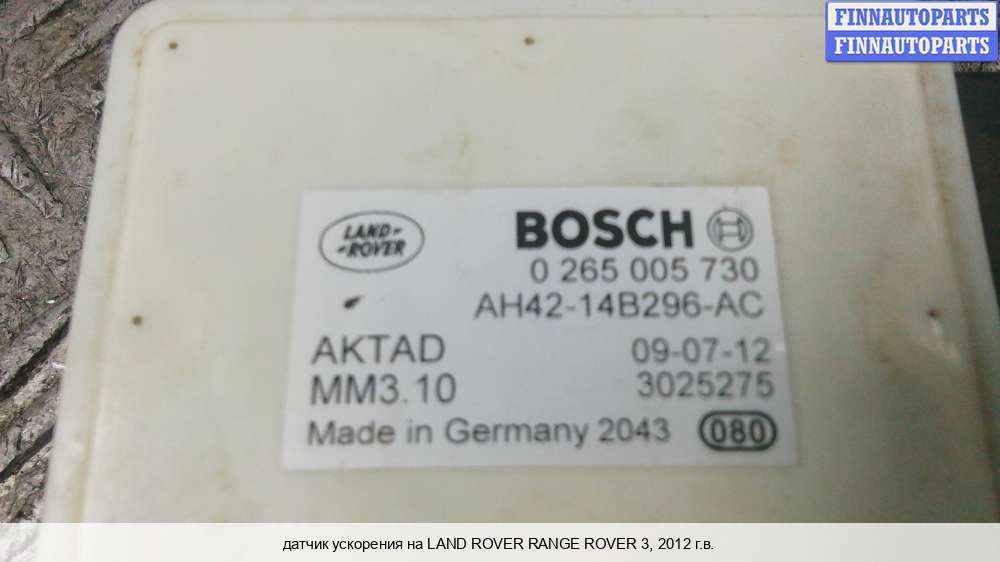 FINNAUTOPARTS
FINNAUTOPARTS
LAND-
-ROVER
BOSCH
0 265 005 730
AH42-14B296-AC
AKTAD
09-07-12
MM3.10
3025275
Made in Germany 2043
080
датчик ускорения на LAND ROVER RANGE ROVER 3, 2012 г.в.